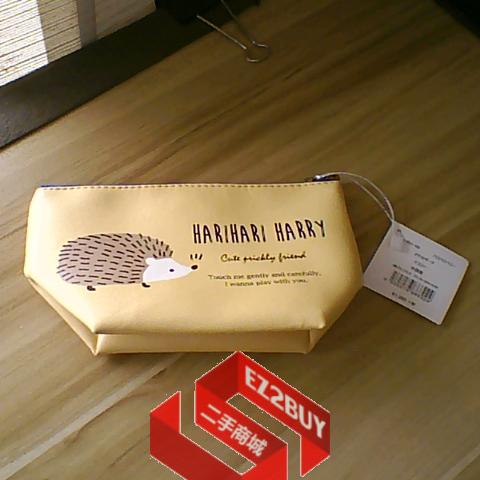 HARIHARI HARRY
Cute prickly friend
Touch me gently and carefully,
I wanna play with you.
EZ2BUY
二手商城